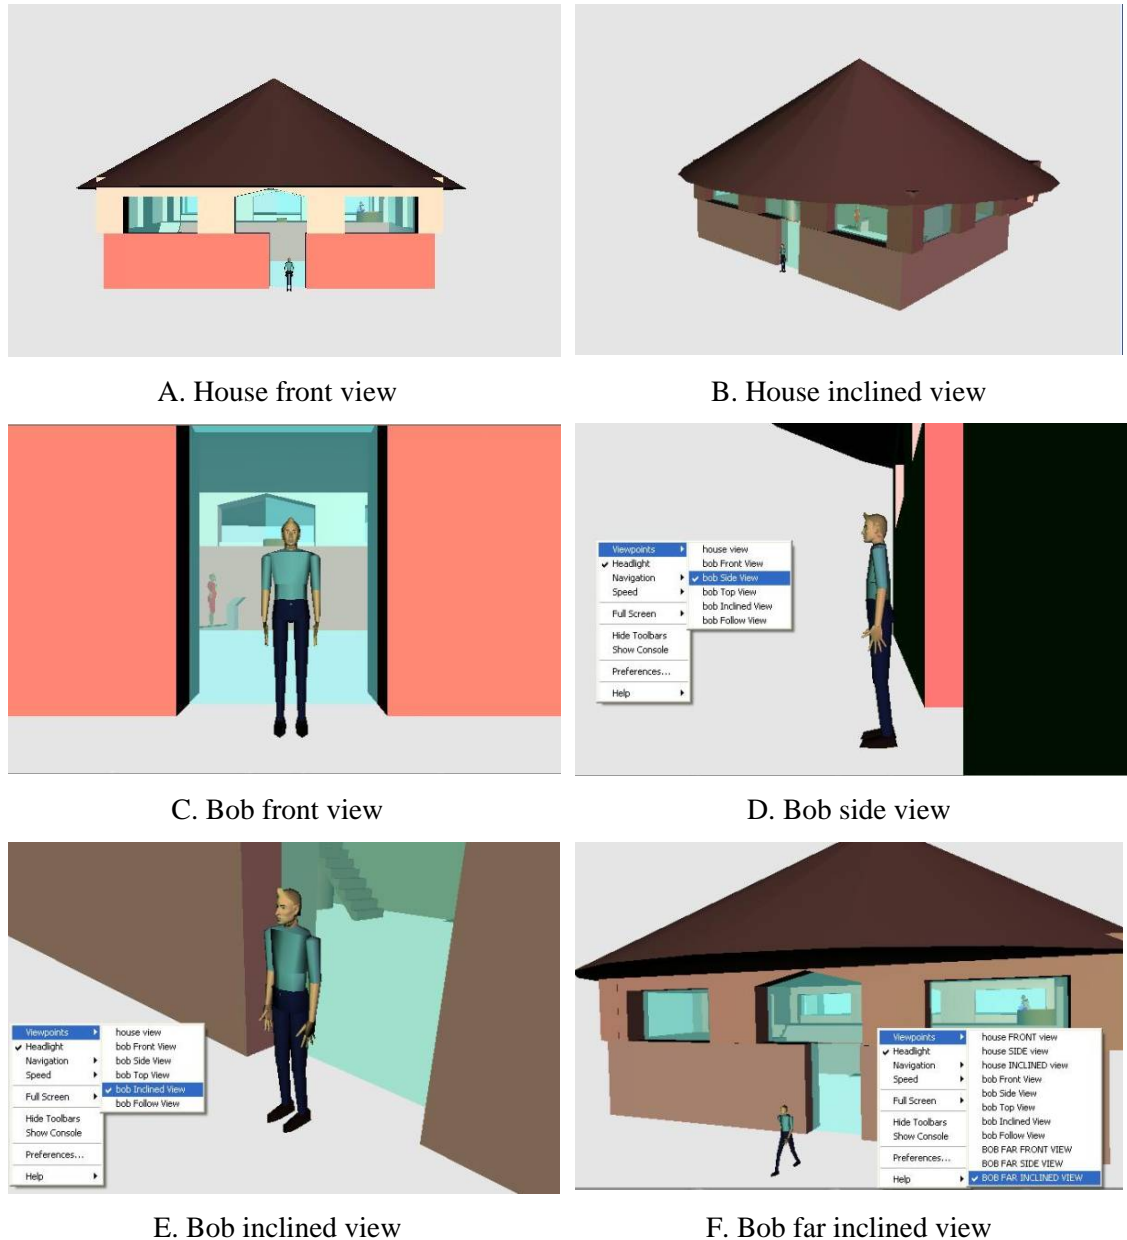 A. House front view
B. House inclined view
Viewpoints
Headlight
Navigation
Speed
Full Screen
Hide Toolbars
Show Console
Preferences...
Help
house view
bob Front View
bob Side View
bob Top View
bob Inclined View
bob Follow View
C. Bob front view
D. Bob side view
Viewpoints
Headlight
Navigation
Speed
Full Screen
Hide Toolbars
Show Console
Preferences...
Help
house view
bob Front View
bob Side View
bob Top View
bob Inclined View
bob Follow View
Viewpoints
Headlight
Navigation
Speed
Full Screen
Hide Toolbars
Show Console
Preferences...
Help
house FRONT view
house SIDE view
house INCLINED view
bob Front View
bob Side View
bob Top View
bob Inclined View
bob Follow View
BOB FAR FRONT VIEW
BOB FAR SIDE VIEW
BOB FAR INCLINED VIEW
E. Bob inclined view
F. Bob far inclined view